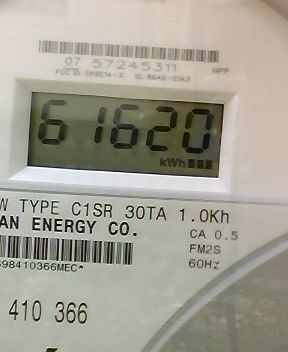 07 57245311
61620
kWh
W TYPE C1SR 30TA 1.0Kh
AN ENERGY CO.
CA 0.5
FM2S
98410366MEC*
60Hz
410 366